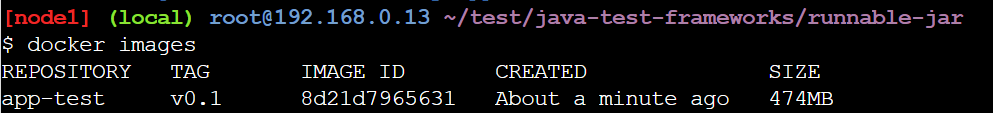 [node1] (local) root@192.168.0.13 ~/test/java-test-frameworks/runnable-jar
$ docker images
REPOSITORY   TAG       IMAGE ID       CREATED              SIZE
app-test     v0.1      8d21d7965631   About a minute ago   474MB